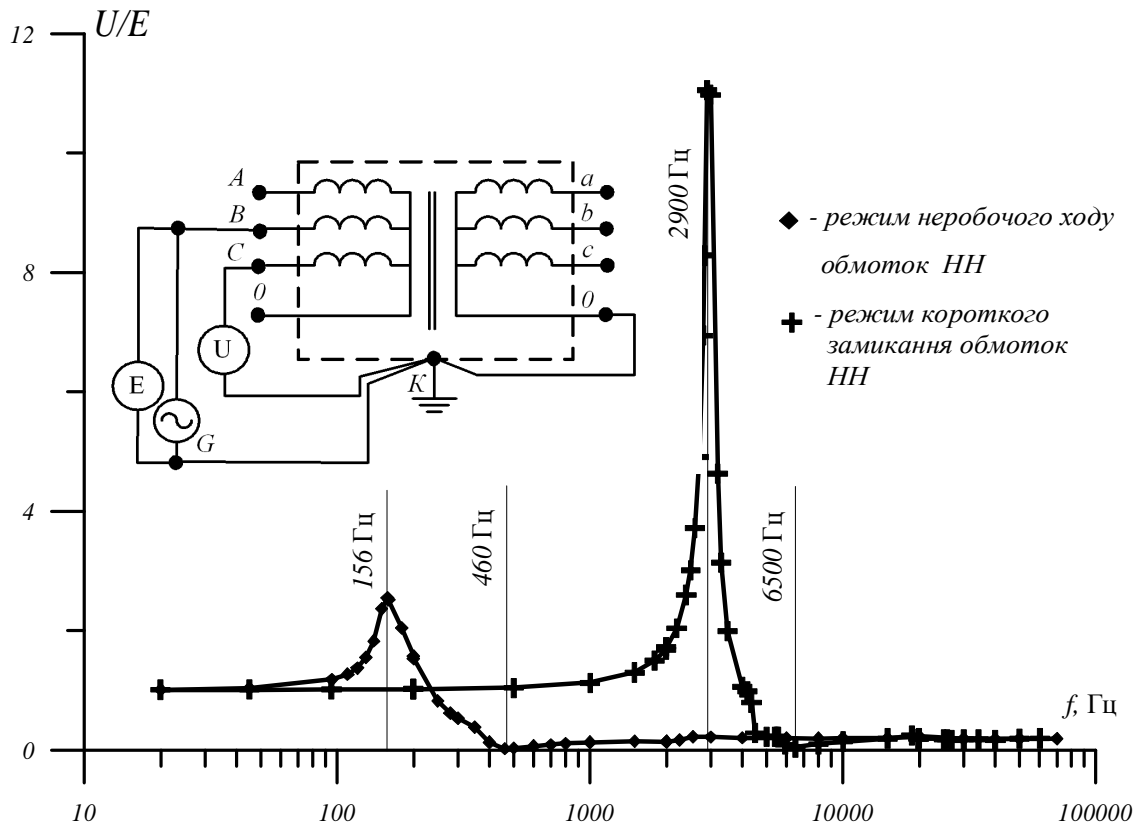 U/E
12
8
4
0
A
B
C
0
a
b
c
0
U
E
G
К
156 Гц
460 Гц
2900 Гц
6500 Гц
- режим неробочого ходу
обмоток НН
- режим короткого
замикання обмоток
НН
f, Гц
10
100
1000
10000
100000